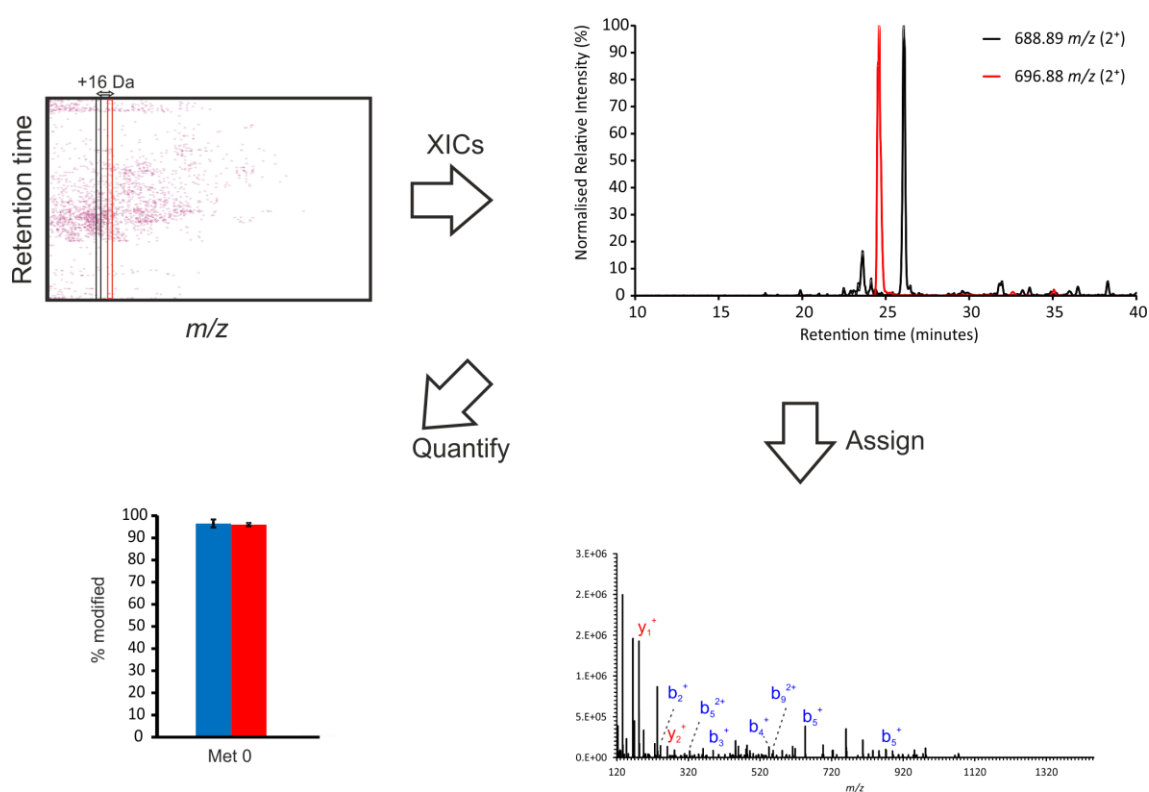 +16 Da
Retention time
m/z
XICs
Normalised Relative Intensity (%)
100
90
80
70
60
50
40
30
20
10
0
10 15 20 25 30 35 40
Retention time (minutes)
688.89 m/z (2⁺)
696.88 m/z (2⁺)
Quantify
Assign
% modified
100
90
80
70
60
50
40
30
20
10
0
Met 0
3.E+06
2.E+06
2.E+06
1.E+06
5.E+05
0.E+00
y₁⁺
b₂⁺
y₂⁺
b₅²⁺
b₃⁺
b₄⁺
b₉²⁺
b₅⁺
b₅⁺
120 320 520 720 920 1120 1320
m/z